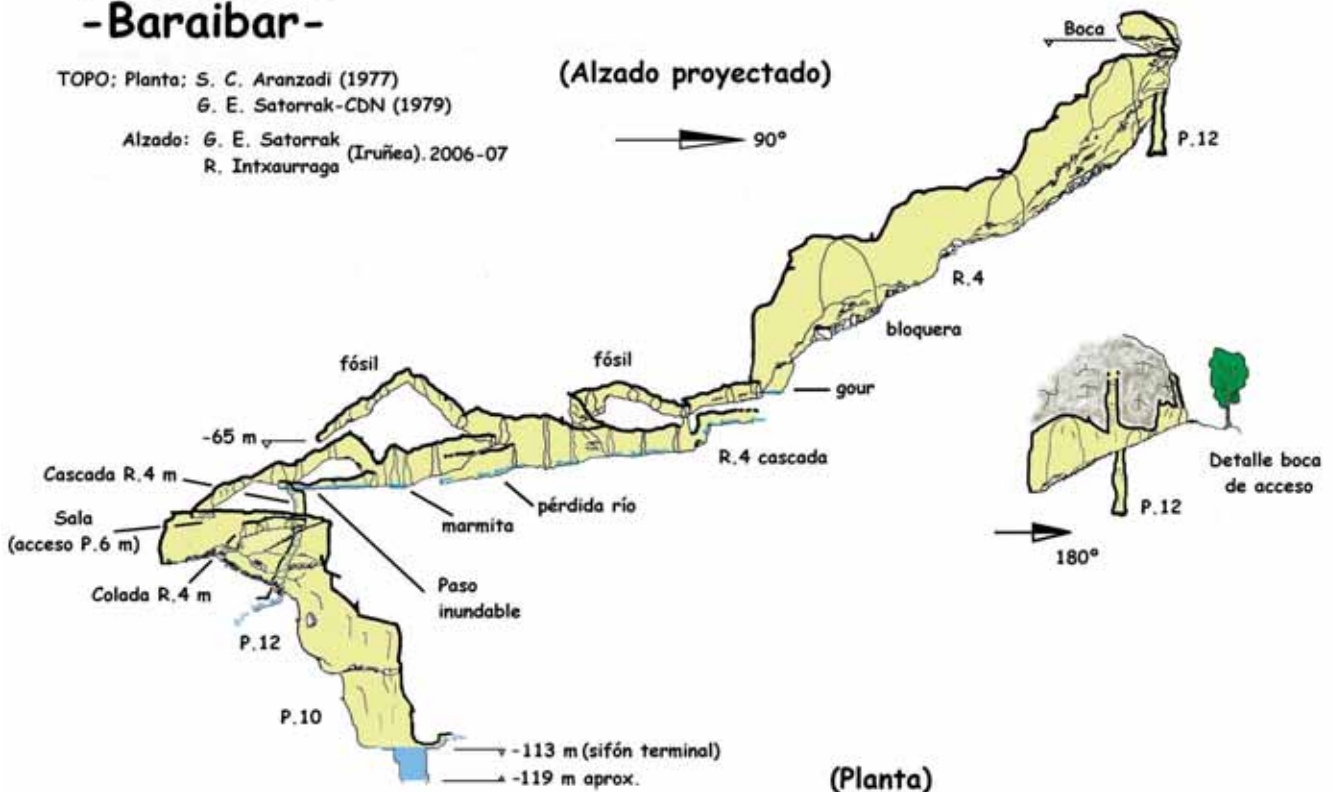 -Baraibar-
TOPO; Planta; S. C. Aranzadi (1977)
G. E. Satorrak-CDN (1979)
Alzado: G. E. Satorrak
R. Intxaurraga
(Iruñea). 2006-07
(Alzado proyectado)
90°
Boca
P.12
R.4
bloquera
gour
fósil
fósil
-65 m
R.4 cascada
Cascada R.4 m
pérdida río
marmita
Sala
(acceso P.6 m)
Colada R.4 m
Paso
inundable
P.12
P.10
-113 m (sifón terminal)
-119 m aprox.
Detalle boca
de acceso
P.12
180°
(Planta)